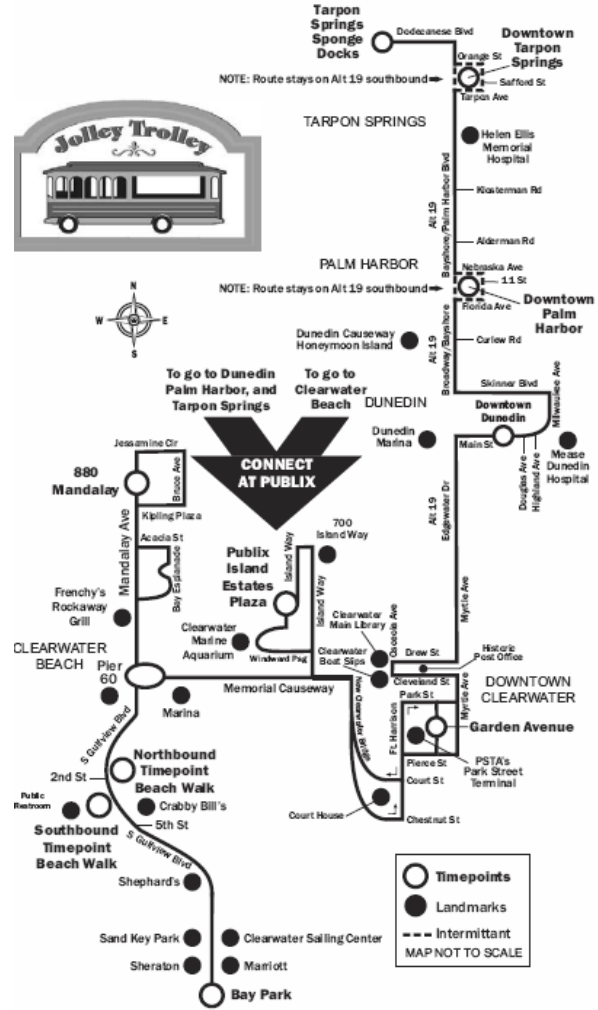 Tarpon
Springs
Sponge
Docks
Dodecanese Blvd
Orange St
Downtown
Tarpon
Springs
NOTE: Route stays on Alt 19 southbound
Safford St
Tarpon Ave
TARPON SPRINGS
Jolley Trolley
Helen Ellis
Memorial
Hospital
Klosterman Rd
Alt 19
Bayshore/Palm Harbor Blvd
Alderman Rd
PALM HARBOR
Nebraska Ave
11 St
NOTE: Route stays on Alt 19 southbound
Florida Ave
Downtown
Palm
Harbor
N
W
E
S
Dunedin Causeway
Honeymoon Island
Alt 19
Broadway/Bayshore
Curlew Rd
To go to Dunedin
Palm Harbor, and
Tarpon Springs
To go to
Clearwater
Beach
Skinner Blvd
Milwaukee Ave
DUNEDIN
Downtown
Dunedin
Dunedin
Marina
Main St
Douglas Ave
Highland Ave
Mease
Dunedin
Hospital
CONNECT
AT PUBLIX
Jessamine Clr
880
Mandalay
Bruce Ave
Kipling Plaza
Mandalay Ave
Acacia St
Bay Esplanade
Alt 19
Edgewater Dr
700
Island Way
Publix
Island
Estates
Plaza
Island Way
Island Way
Frenchy's
Rockaway
Grill
Clearwater
Marine
Aquarium
Windward Psg
Clearwater
Main Library
Osceola Ave
Myrtle Ave
Clearwater
Boat Slips
Drew St
Historic
Post Office
CLEARWATER
BEACH
Pier
60
Memorial Causeway
Cleveland St
Park St
Myrtle Ave
DOWNTOWN
CLEARWATER
Marina
New Clearwater Bridge
Ft. Harrison
Garden Avenue
S Gulfview Blvd
Northbound
Timepoint
Beach Walk
2nd St
Pierce St
PSTA's
Park Street
Terminal
Court St
Public
Restroom
Crabby Bill's
Court House
Chestnut St
5th St
Southbound
Timepoint
Beach Walk
S Gulfview Blvd
Shephard's
Timepoints
Landmarks
Intermittant
MAP NOT TO SCALE
Sand Key Park
Clearwater Sailing Center
Sheraton
Marriott
Bay Park